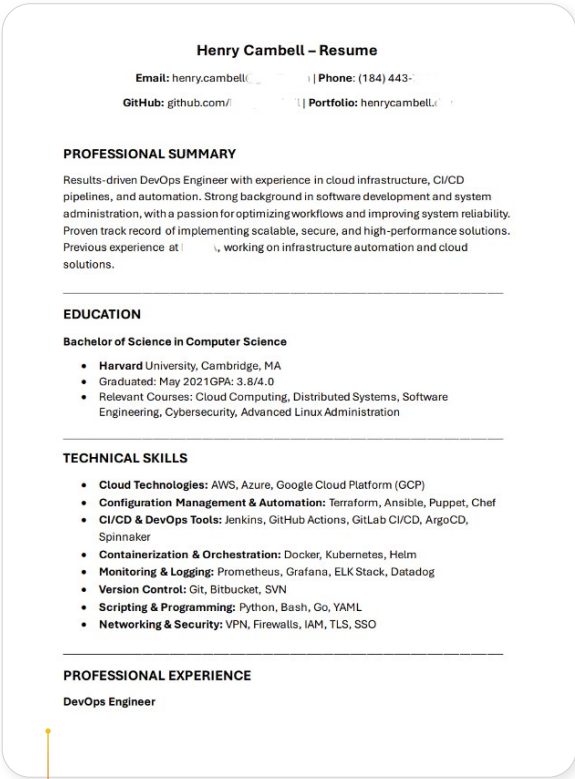 Henry Cambell – Resume
Email: henry.cambell | Phone: (184) 443-
GitHub: github.com/ | Portfolio: henrycambell.
PROFESSIONAL SUMMARY
Results-driven DevOps Engineer with experience in cloud infrastructure, CI/CD
pipelines, and automation. Strong background in software development and system
administration, with a passion for optimizing workflows and improving system reliability.
Proven track record of implementing scalable, secure, and high-performance solutions.
Previous experience at , working on infrastructure automation and cloud
solutions.
EDUCATION
Bachelor of Science in Computer Science
• Harvard University, Cambridge, MA
• Graduated: May 2021GPA: 3.8/4.0
• Relevant Courses: Cloud Computing, Distributed Systems, Software
Engineering, Cybersecurity, Advanced Linux Administration
TECHNICAL SKILLS
• Cloud Technologies: AWS, Azure, Google Cloud Platform (GCP)
• Configuration Management & Automation: Terraform, Ansible, Puppet, Chef
• CI/CD & DevOps Tools: Jenkins, GitHub Actions, GitLab CI/CD, ArgoCD,
Spinnaker
• Containerization & Orchestration: Docker, Kubernetes, Helm
• Monitoring & Logging: Prometheus, Grafana, ELK Stack, Datadog
• Version Control: Git, Bitbucket, SVN
• Scripting & Programming: Python, Bash, Go, YAML
• Networking & Security: VPN, Firewalls, IAM, TLS, SSO
PROFESSIONAL EXPERIENCE
DevOps Engineer